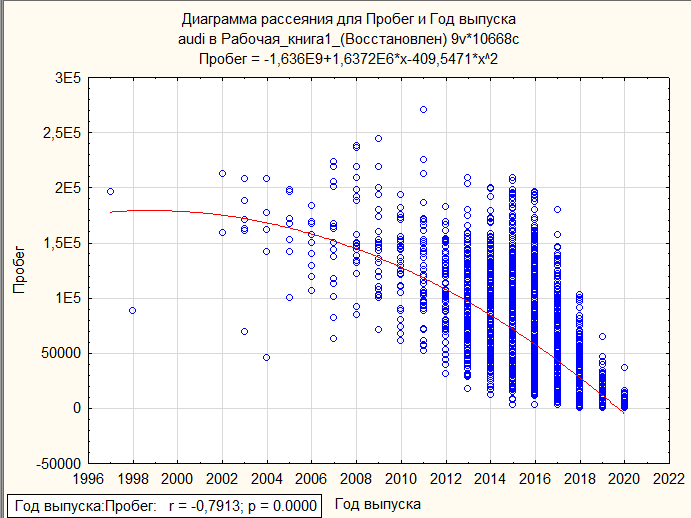 Диаграмма рассеяния для Пробег и Год выпуска
audi в Рабочая_книга1_(Восстановлен) 9v*10668c
Пробег = -1,636E9+1,6372E6*x-409,5471*x^2
3E5
2,5E5
2E5
1,5E5
1E5
50000
0
-50000
Пробег
1996 1998 2000 2002 2004 2006 2008 2010 2012 2014 2016 2018 2020 2022
Год выпуска:Пробег: r = -0,7913; p = 0.0000
Год выпуска